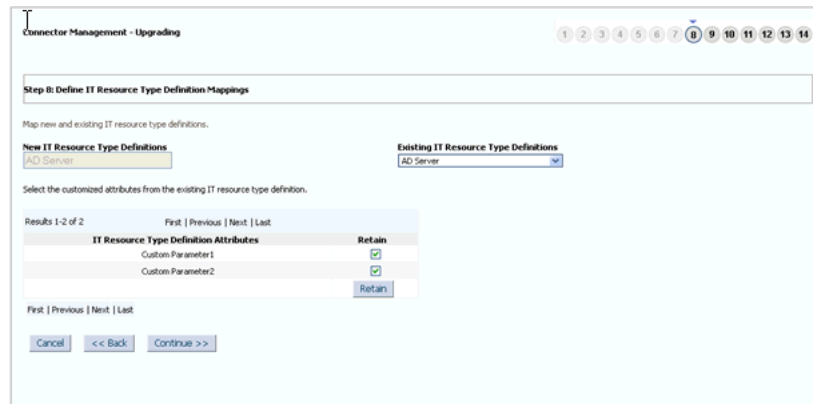 Connector Management - Upgrading
1 2 3 4 5 6 7 8 9 10 11 12 13 14
Step 8: Define IT Resource Type Definition Mappings
Map new and existing IT resource type definitions.
New IT Resource Type Definitions Existing IT Resource Type Definitions
AD Server AD Server
Select the customized attributes from the existing IT resource type definition.
Results 1-2 of 2 First | Previous | Next | Last
IT Resource Type Definition Attributes Retain
Custom Parameter1
Custom Parameter2
Retain
First | Previous | Next | Last
Cancel << Back Continue >>